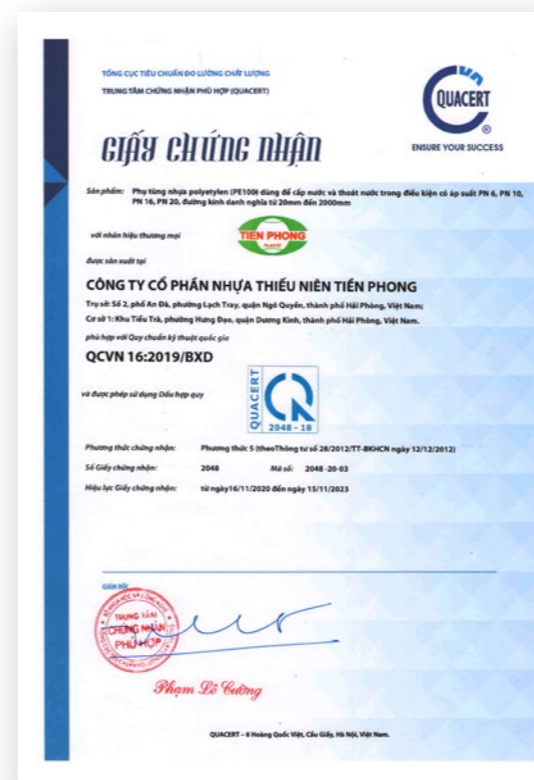 TỔNG CỤC TIÊU CHUẨN ĐO LƯỜNG CHẤT LƯỢNG
TRUNG TÂM CHỨNG NHẬN PHÙ HỢP (QUACERT)
QUACERT
®
ENSURE YOUR SUCCESS
GIẤY CHỨNG NHẬN
Sản phẩm: Phụ tùng nhựa polyetylen (PE100) dùng để cấp nước và thoát nước trong điều kiện có áp suất PN 6, PN 10,
PN 16, PN 20, đường kính danh nghĩa từ 20mm đến 2000mm
với nhãn hiệu thương mại
TIEN PHONG
PLASTIC
được sản xuất tại
CÔNG TY CỔ PHẦN NHỰA THIẾU NIÊN TIỀN PHONG
Trụ sở: Số 2, phố An Đà, phường Lạch Tray, quận Ngô Quyền, thành phố Hải Phòng, Việt Nam;
Cơ sở 1: Khu Tiểu Trà, phường Hưng Đạo, quận Dương Kinh, thành phố Hải Phòng, Việt Nam.
phù hợp với Quy chuẩn kỹ thuật quốc gia
QCVN 16:2019/BXD
và được phép sử dụng Dấu hợp quy
QUACERT
2048 - 18
Phương thức chứng nhận: Phương thức 5 (theoThông tư số 28/2012/TT-BKHCN ngày 12/12/2012)
Số Giấy chứng nhận: 2048 Mã số: 2048 -20-03
Hiệu lực Giấy chứng nhận: từ ngày16/11/2020 đến ngày 15/11/2023
GIÁM ĐỐC
TRUNG TÂM
CHỨNG NHẬN
PHÙ HỢP
Phạm Lê Cường
QUACERT – 8 Hoàng Quốc Việt, Cầu Giấy, Hà Nội, Việt Nam.